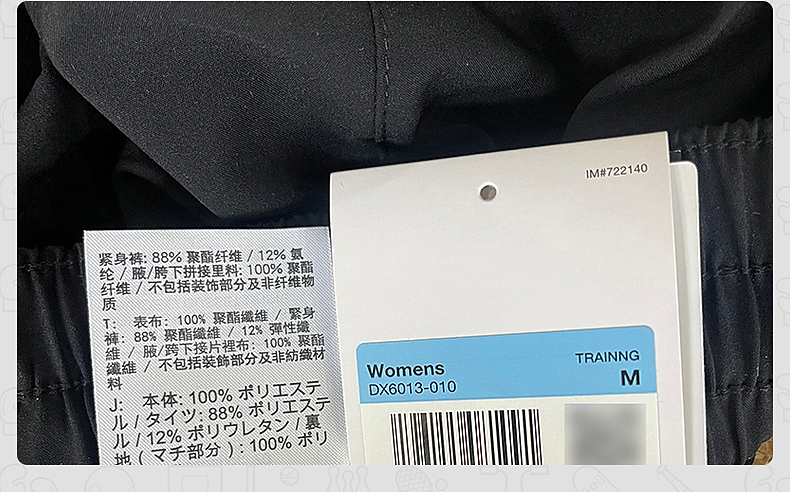 IM#722140
紧身裤: 88% 聚酯纤维 / 12% 氨
纶 / 腋/胯下拼接里料: 100% 聚酯
纤维 / 不包括装饰部分及非纤维物
质
T: 表布: 100% 聚酯纖維 / 緊身
褲: 88% 聚酯纖維 / 12% 彈性纖
維 / 腋/跨下接片裡布: 100% 聚酯
纖維 / 不包括裝飾部分及非紡織材
料
J: 本体: 100% ポリエステ
ル / タイツ: 88% ポリエステ
ル / 12% ポリウレタン / 裏
地 ( マチ部分 ) : 100% ポリ
Womens
DX6013-010
TRAINNG
M